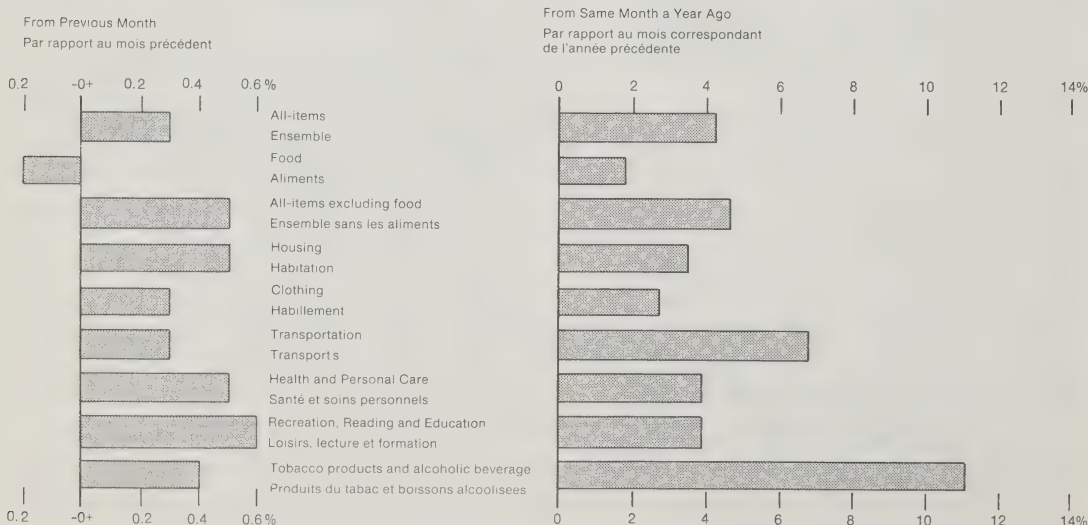 From Previous Month
Par rapport au mois précédent
From Same Month a Year Ago
Par rapport au mois correspondant
de l'année précédente
0.2 -0+ 0.2 0.4 0.6 %
0 2 4 6 8 10 12 14%
All-items
Ensemble
Food
Aliments
All-items excluding food
Ensemble sans les aliments
Housing
Habitation
Clothing
Habillement
Transportation
Transports
Health and Personal Care
Santé et soins personnels
Recreation, Reading and Education
Loisirs, lecture et formation
Tobacco products and alcoholic beverage
Produits du tabac et boissons alcoolisées
0.2 -0+ 0.2 0.4 0.6 %
0 2 4 6 8 10 12 14%